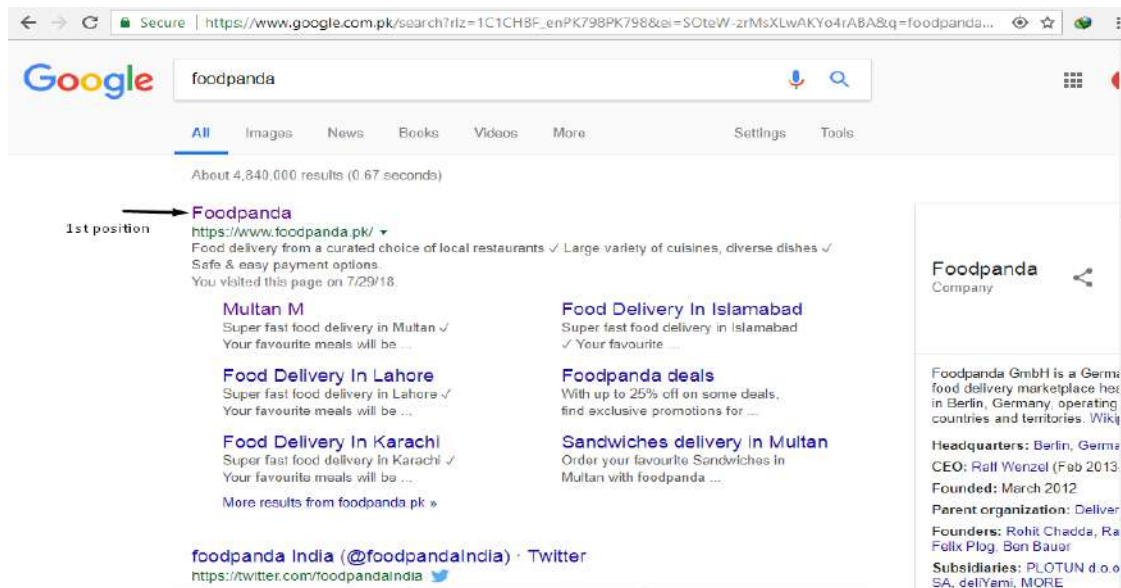 Secure | https://www.google.com.pk/search?rlz=1C1CHBF_enPK798PK798&ei=SOteW-zrMsXLwAKYo4rABA&q=foodpanda...
Google
foodpanda
All Images News Books Videos More Settings Tools
About 4,840,000 results (0.67 seconds)
1st position
Foodpanda
https://www.foodpanda.pk/
Food delivery from a curated choice of local restaurants ✓ Large variety of cuisines, diverse dishes ✓
Safe & easy payment options.
You visited this page on 7/29/18.
Multan M
Super fast food delivery in Multan ✓
Your favourite meals will be ...
Food Delivery In Islamabad
Super fast food delivery in Islamabad
✓ Your favourite ...
Food Delivery In Lahore
Super fast food delivery in Lahore ✓
Your favourite meals will be ...
Foodpanda deals
With up to 25% off on some deals,
find exclusive promotions for ...
Food Delivery In Karachi
Super fast food delivery in Karachi ✓
Your favourite meals will be ...
Sandwiches delivery in Multan
Order your favourite Sandwiches in
Multan with foodpanda ...
More results from foodpanda.pk »
foodpanda India (@foodpandaIndia) · Twitter
https://twitter.com/foodpandaindia
Foodpanda
Company
Foodpanda GmbH is a Germa
food delivery marketplace hea
in Berlin, Germany, operating
countries and territories. Wikip
Headquarters: Berlin, Germa
CEO: Ralf Wenzel (Feb 2013
Founded: March 2012
Parent organization: Deliver
Founders: Rohit Chadda, Ra
Felix Plog, Ben Bauer
Subsidiaries: PLOTUN d.o.o
SA, deliYami, MORE